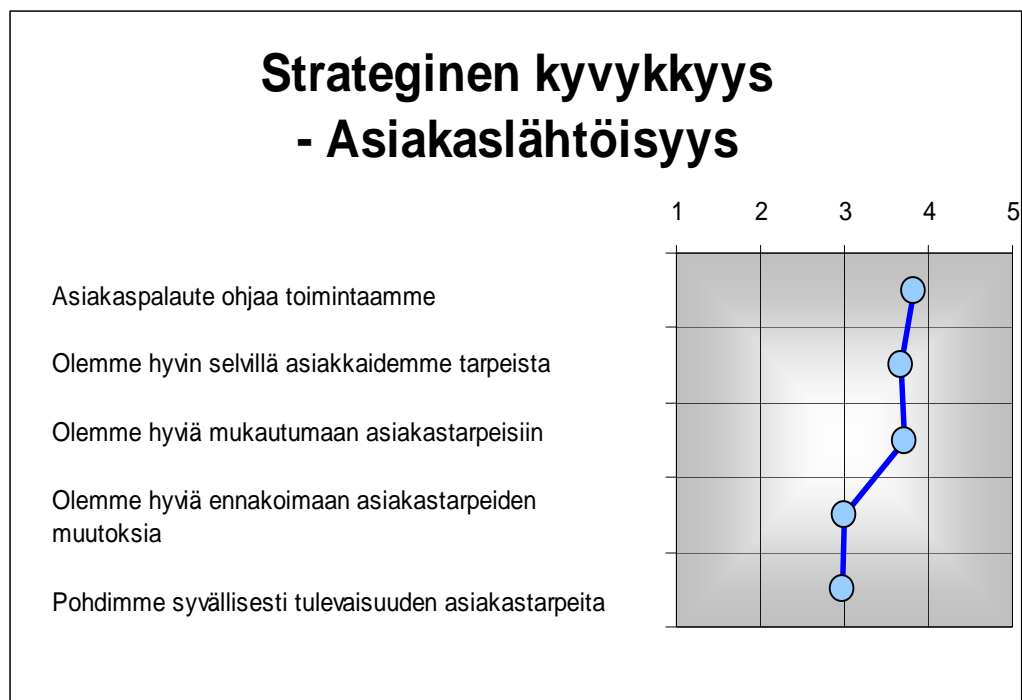 Strateginen kyvykkyys
- Asiakaslähtöisyys
1 2 3 4 5
Asiakaspalaute ohjaa toimintaamme
Olemme hyvin selvillä asiakkaidemme tarpeista
Olemme hyviä mukautumaan asiakastarpeisiin
Olemme hyviä ennakoimaan asiakastarpeiden
muutoksia
Pohdimme syvällisesti tulevaisuuden asiakastarpeita